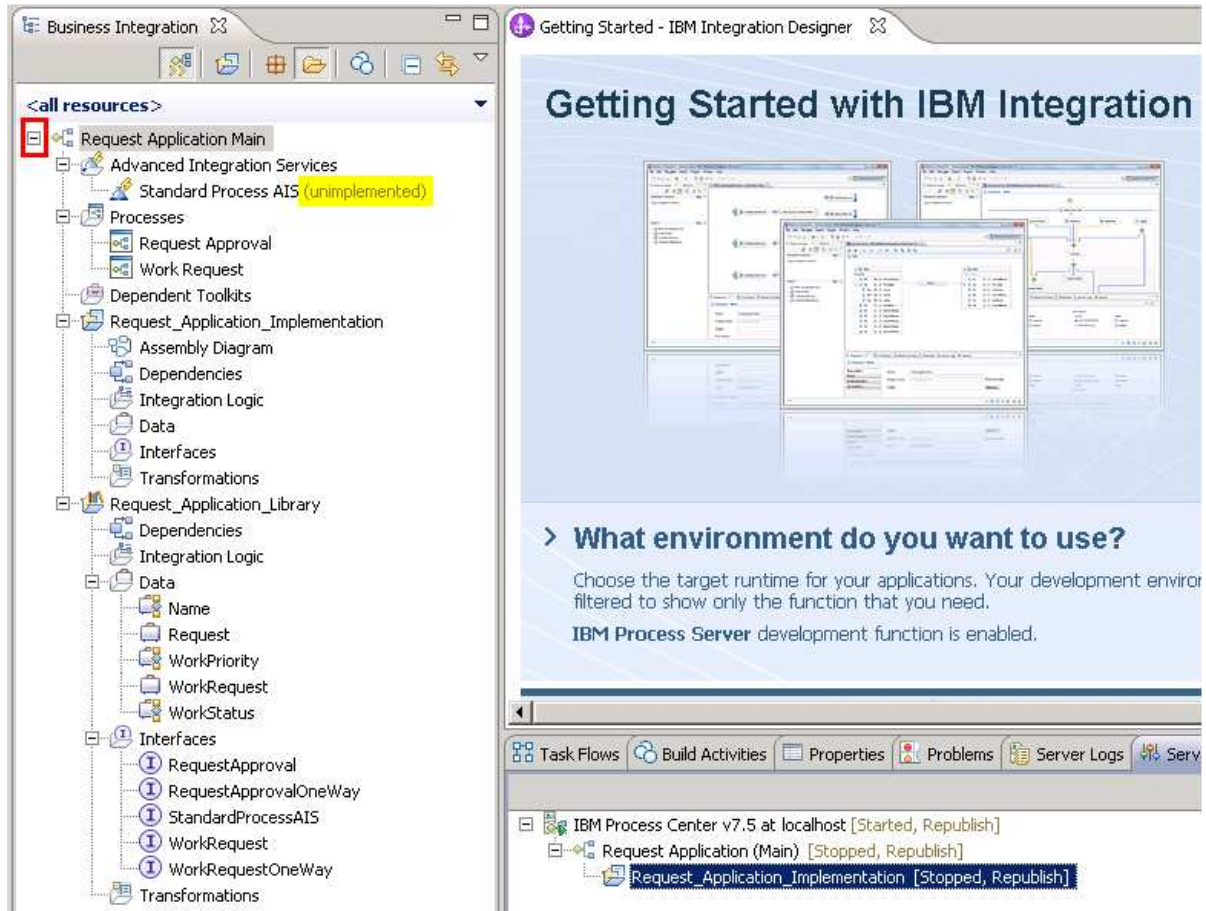 Business Integration
<all resources>
Request Application Main
Advanced Integration Services
Standard Process AIS (unimplemented)
Processes
Request Approval
Work Request
Dependent Toolkits
Request_Application_Implementation
Assembly Diagram
Dependencies
Integration Logic
Data
Interfaces
Transformations
Request_Application_Library
Dependencies
Integration Logic
Data
Name
Request
WorkPriority
WorkRequest
WorkStatus
Interfaces
RequestApproval
RequestApprovalOneWay
StandardProcessAIS
WorkRequest
WorkRequestOneWay
Transformations
Getting Started - IBM Integration Designer
Getting Started with IBM Integration
What environment do you want to use?
Choose the target runtime for your applications. Your development enviror
filtered to show only the function that you need.
IBM Process Server development function is enabled.
Task Flows Build Activities Properties Problems Server Logs Serv
IBM Process Center v7.5 at localhost [Started, Republish]
Request Application (Main) [Stopped, Republish]
Request_Application_Implementation [Stopped, Republish]